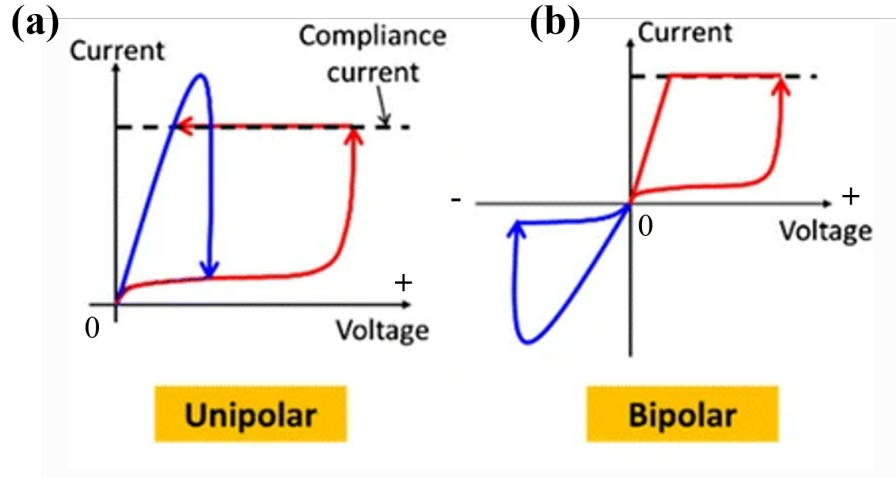 (a)
Current
Compliance
current
+
0
Voltage
Unipolar
(b)
Current
-
+
0
Voltage
Bipolar